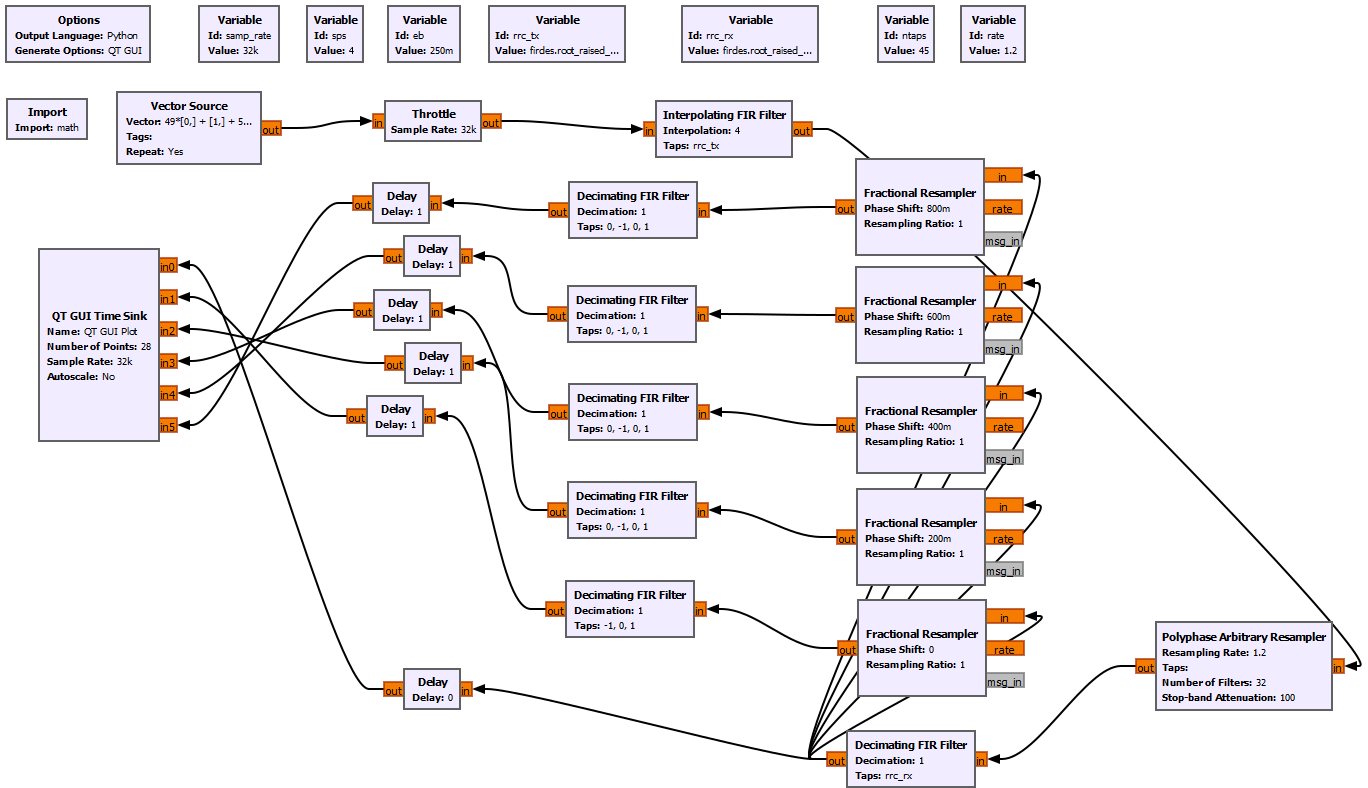 Options
Output Language: Python
Generate Options: QT GUI
Variable
Id: samp_rate
Value: 32k
Variable
Id: sps
Value: 4
Variable
Id: eb
Value: 250m
Variable
Id: rrc_tx
Value: firdes.root_raised_...
Variable
Id: rrc_rx
Value: firdes.root_raised_...
Variable
Id: ntaps
Value: 45
Variable
Id: rate
Value: 1.2
Import
Import: math
Vector Source
Vector: 49*[0,] + [1,] + 5...
Tags:
Repeat: Yes
out
in
Throttle
Sample Rate: 32k
out
in
Interpolating FIR Filter
Interpolation: 4
Taps: rrc_tx
out
out
Delay
Delay: 1
in
out
Decimating FIR Filter
Decimation: 1
Taps: 0, -1, 0, 1
in
out
Fractional Resampler
Phase Shift: 800m
Resampling Ratio: 1
in
rate
msg_in
out
Delay
Delay: 1
in
out
Decimating FIR Filter
Decimation: 1
Taps: 0, -1, 0, 1
in
out
Fractional Resampler
Phase Shift: 600m
Resampling Ratio: 1
in
rate
msg_in
QT GUI Time Sink
Name: QT GUI Plot
Number of Points: 28
Sample Rate: 32k
Autoscale: No
in0
in1
in2
in3
in4
in5
out
Delay
Delay: 1
in
out
Delay
Delay: 1
in
out
Decimating FIR Filter
Decimation: 1
Taps: 0, -1, 0, 1
in
out
Fractional Resampler
Phase Shift: 400m
Resampling Ratio: 1
in
rate
msg_in
out
Delay
Delay: 1
in
out
Decimating FIR Filter
Decimation: 1
Taps: 0, -1, 0, 1
in
out
Fractional Resampler
Phase Shift: 200m
Resampling Ratio: 1
in
rate
msg_in
out
Decimating FIR Filter
Decimation: 1
Taps: -1, 0, 1
in
out
Fractional Resampler
Phase Shift: 0
Resampling Ratio: 1
in
rate
msg_in
out
Polyphase Arbitrary Resampler
Resampling Rate: 1.2
Taps:
Number of Filters: 32
Stop-band Attenuation: 100
in
out
Delay
Delay: 0
in
out
Decimating FIR Filter
Decimation: 1
Taps: rrc_rx
in